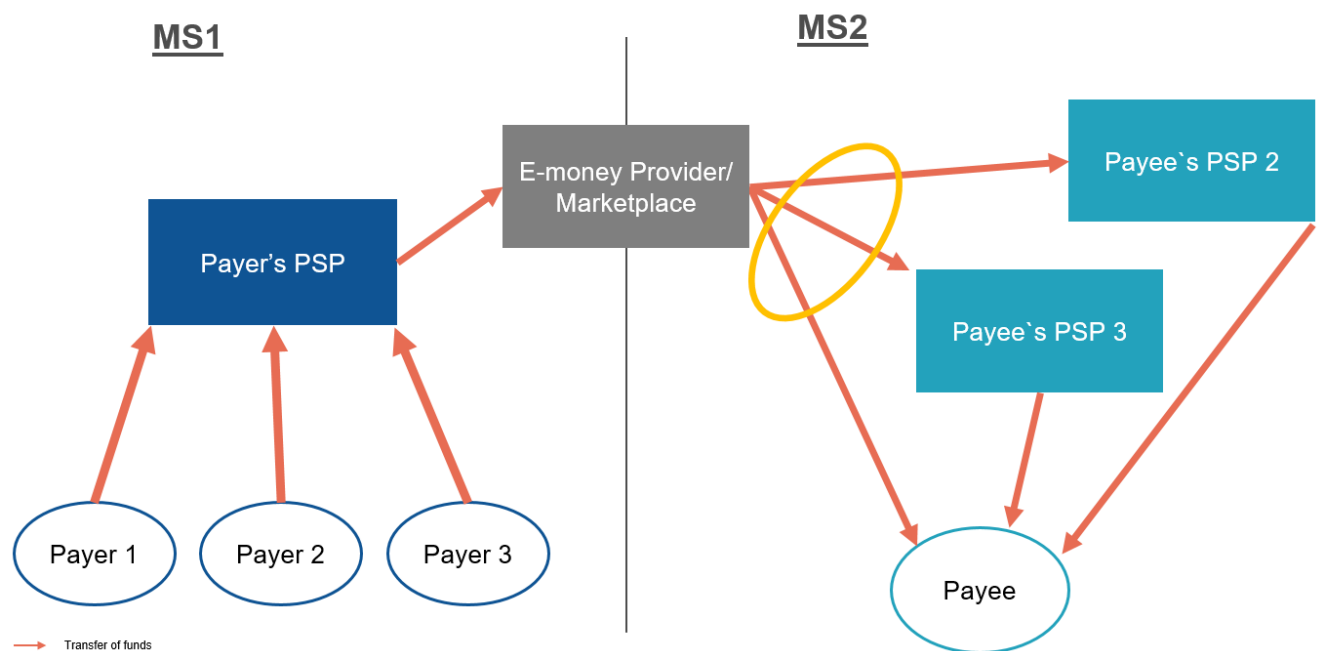 MS1
MS2
E-money Provider/
Marketplace
Payee`s PSP 2
Payer’s PSP
Payee`s PSP 3
Payer 1
Payer 2
Payer 3
Payee
Transfer of funds